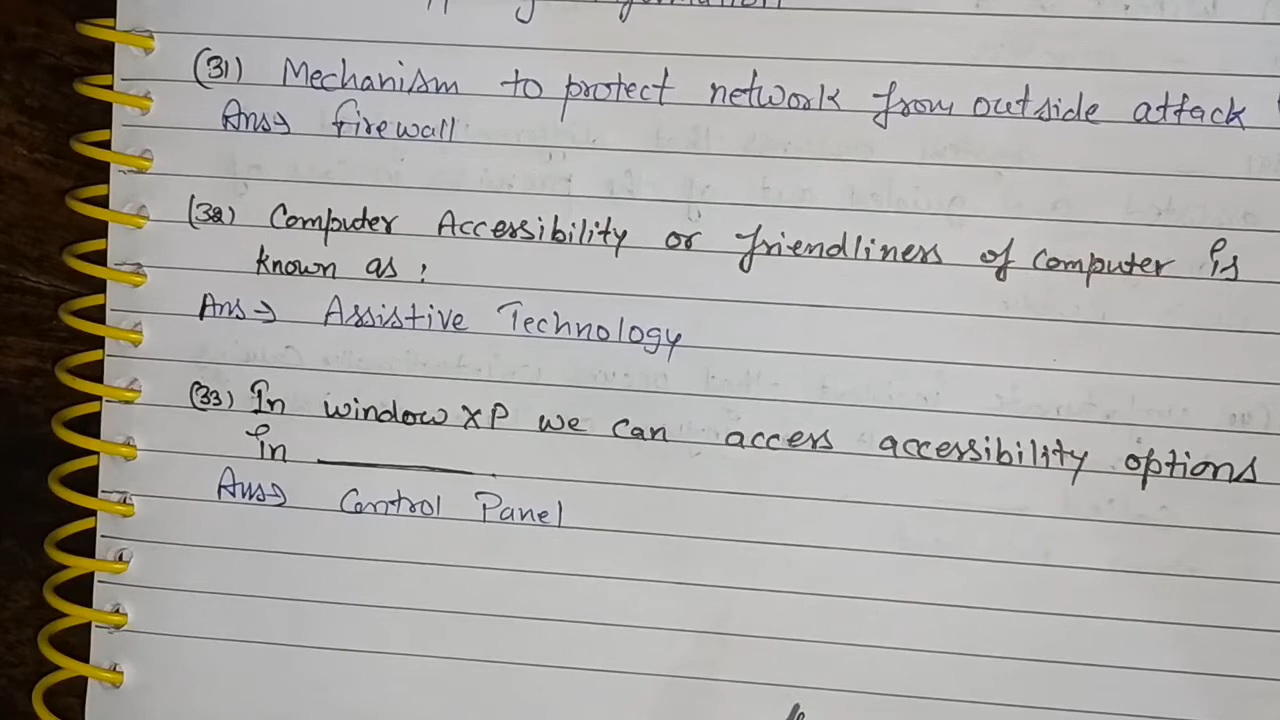 (31) Mechanism to protect network from outside attack
Ans→ firewall
(32) Computer Accessibility or friendliness of computer is
known as :
Ans→ Assistive Technology
(33) In window XP we can access accessibility options
in ________
Ans→ Control Panel